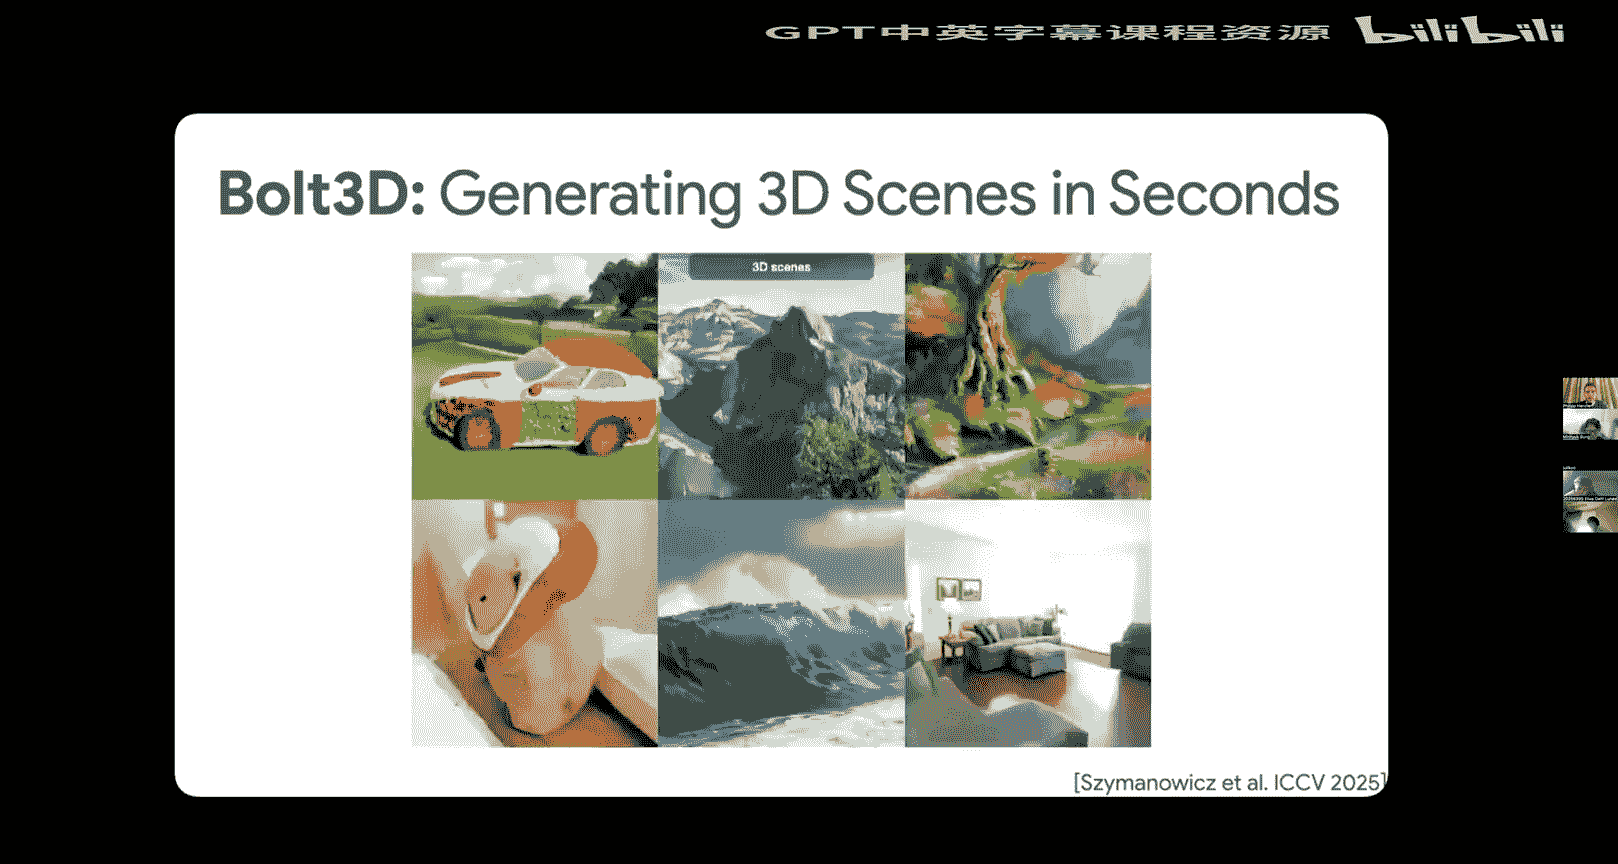 GPT中英字幕课程资源 bilibili
Bolt3D: Generating 3D Scenes in Seconds
3D scenes
[Szymanowicz et al. ICCV 2025]